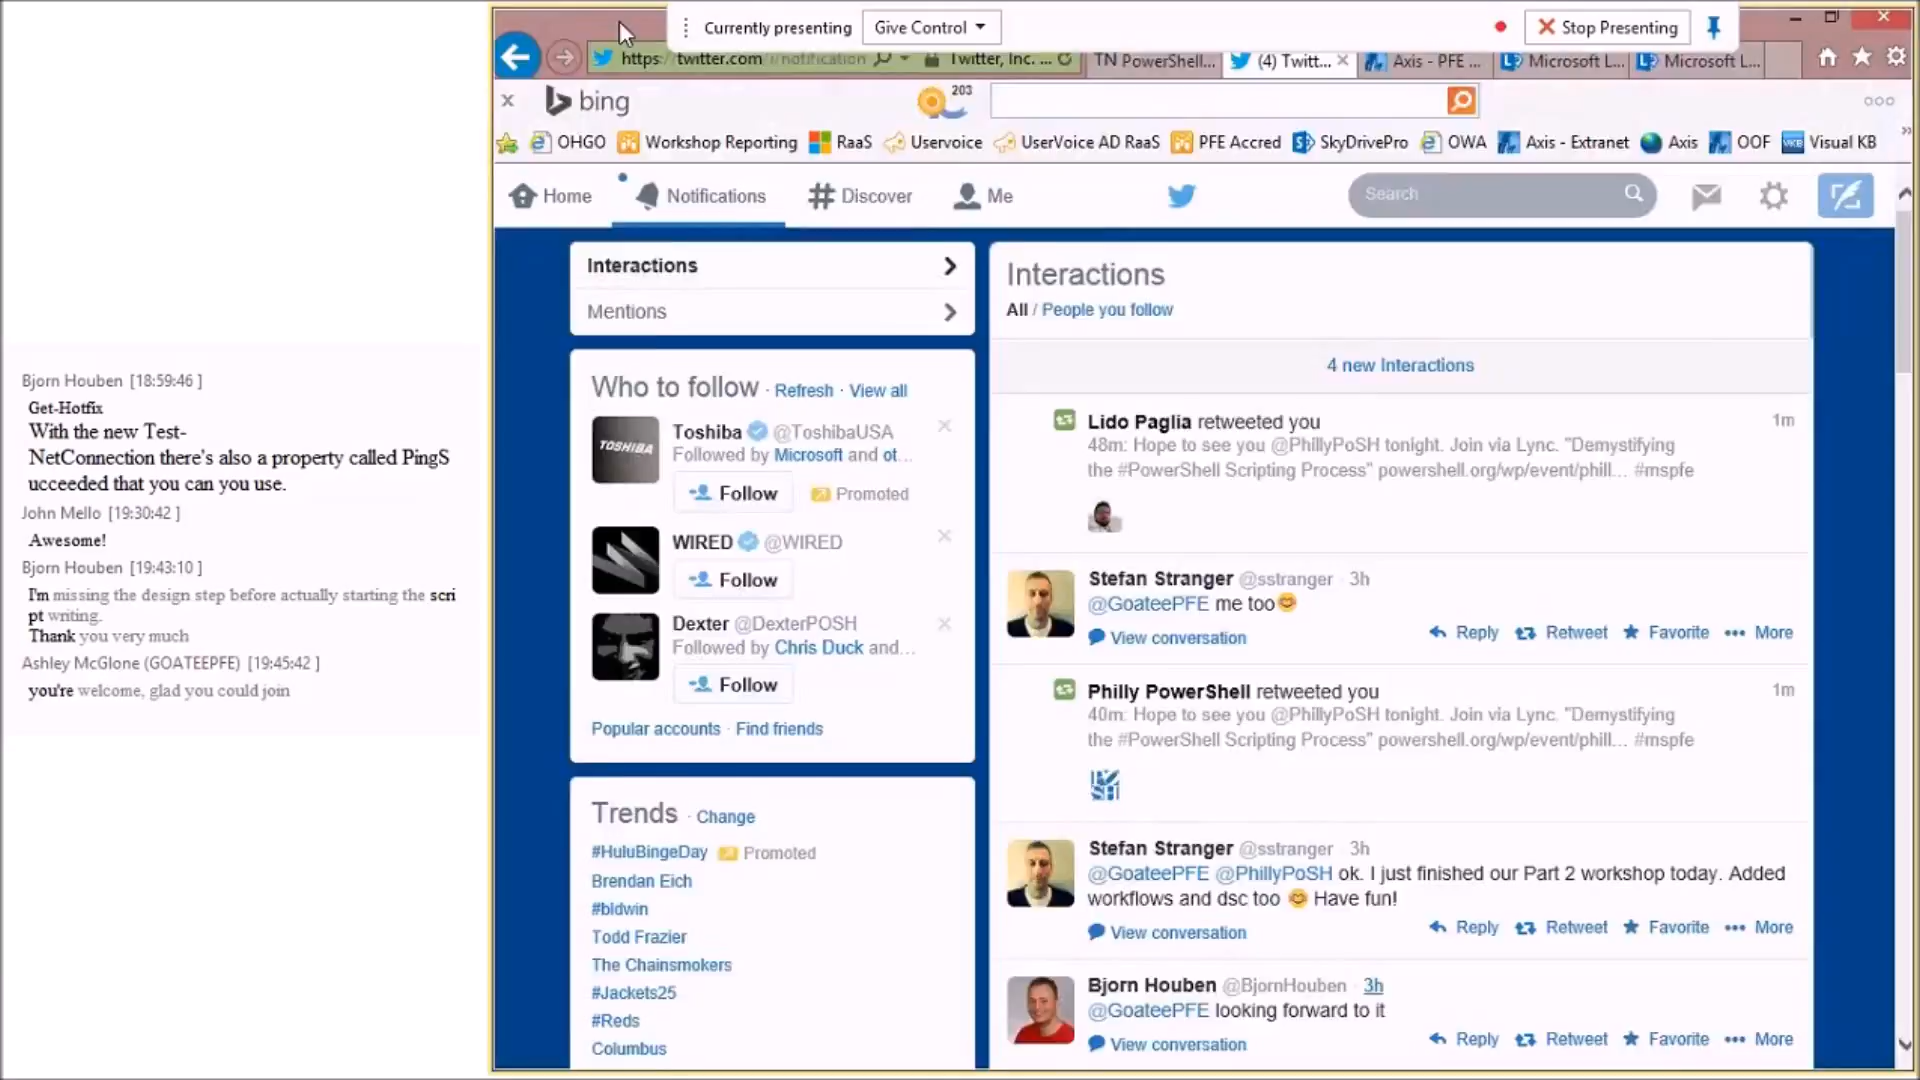 Bjorn Houben [18:59:46 ]
Get-Hotfix
With the new Test-
NetConnection there's also a property called PingS
ucceeded that you can you use.
John Mello [19:30:42 ]
Awesome!
Bjorn Houben [19:43:10 ]
I'm missing the design step before actually starting the scri
pt writing.
Thank you very much
Ashley McGlone (GOATEEPFE) [19:45:42 ]
you're welcome, glad you could join
Currently presenting
Give Control
Stop Presenting
https://twitter.com/i/notification
Twitter, Inc. ...
TN PowerShell...
(4) Twitt...
Axis - PFE ...
Microsoft L...
Microsoft L...
bing
203
OHGO
Workshop Reporting
RaaS
Uservoice
UserVoice AD RaaS
PFE Accred
SkyDrivePro
OWA
Axis - Extranet
Axis
OOF
Visual KB
Home
Notifications
Discover
Me
Search
Interactions
Mentions
Who to follow · Refresh · View all
TOSHIBA
Toshiba @ToshibaUSA
Followed by Microsoft and ot...
Follow
Promoted
WIRED @WIRED
Follow
Dexter @DexterPOSH
Followed by Chris Duck and...
Follow
Popular accounts · Find friends
Trends · Change
#HuluBingeDay Promoted
Brendan Eich
#bldwin
Todd Frazier
The Chainsmokers
#Jackets25
#Reds
Columbus
Interactions
All / People you follow
4 new Interactions
Lido Paglia retweeted you 1m
48m: Hope to see you @PhillyPoSH tonight. Join via Lync. "Demystifying
the #PowerShell Scripting Process" powershell.org/wp/event/phill... #mspfe
Stefan Stranger @sstranger · 3h
@GoateePFE me too
View conversation
Reply Retweet Favorite More
Philly PowerShell retweeted you 1m
40m: Hope to see you @PhillyPoSH tonight. Join via Lync. "Demystifying
the #PowerShell Scripting Process" powershell.org/wp/event/phill... #mspfe
Stefan Stranger @sstranger · 3h
@GoateePFE @PhillyPoSH ok. I just finished our Part 2 workshop today. Added
workflows and dsc too Have fun!
View conversation
Reply Retweet Favorite More
Bjorn Houben @BjornHouben · 3h
@GoateePFE looking forward to it
View conversation
Reply Retweet Favorite More